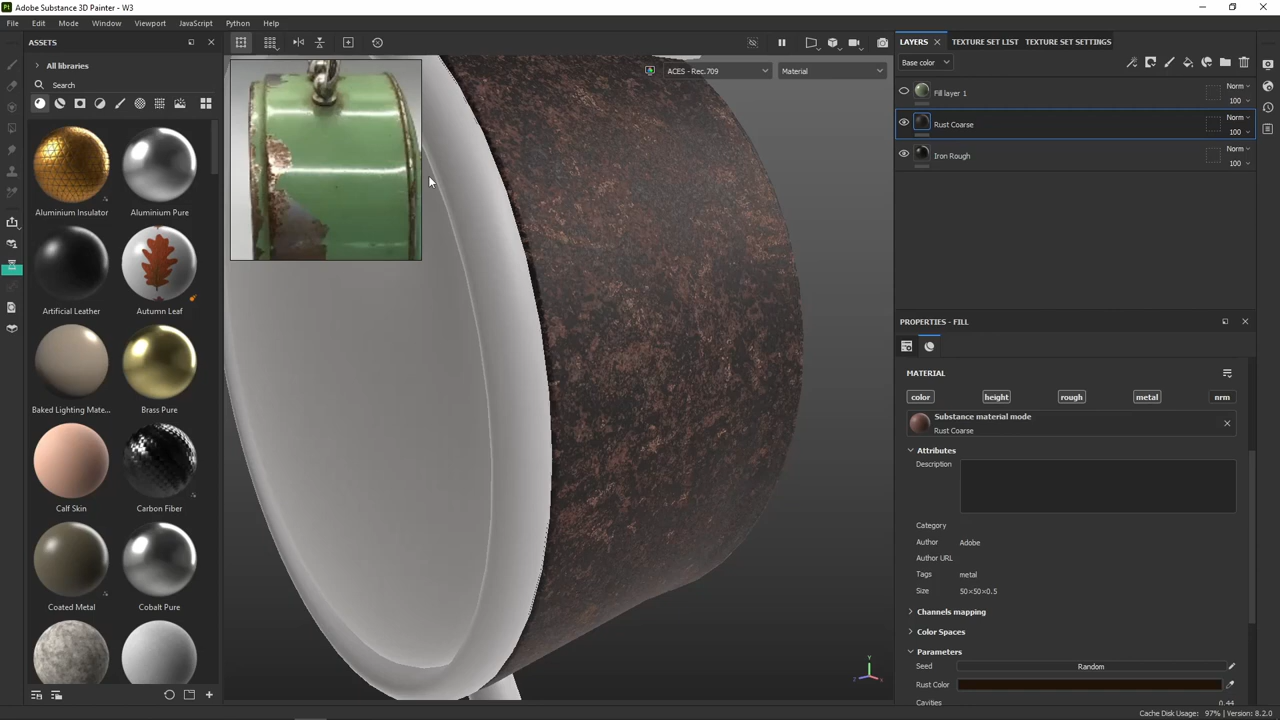 Adobe Substance 3D Painter - W3
File Edit Mode Window Viewport JavaScript Python Help
ASSETS
All libraries
Search
Aluminium Insulator Aluminium Pure
Artificial Leather Autumn Leaf
Baked Lighting Mate... Brass Pure
Calf Skin Carbon Fiber
Coated Metal Cobalt Pure
ACES - Rec.709 Material
LAYERS TEXTURE SET LIST TEXTURE SET SETTINGS
Base color
Fill layer 1 Norm 100
Rust Coarse Norm 100
Iron Rough Norm 100
PROPERTIES - FILL
MATERIAL
color height rough metal nrm
Substance material mode
Rust Coarse
Attributes
Description
Category
Author Adobe
Author URL
Tags metal
Size 50×50×0.5
Channels mapping
Color Spaces
Parameters
Seed Random
Rust Color
Cavities 0.44
Y
Z X
Cache Disk Usage: 97% | Version: 8.2.0